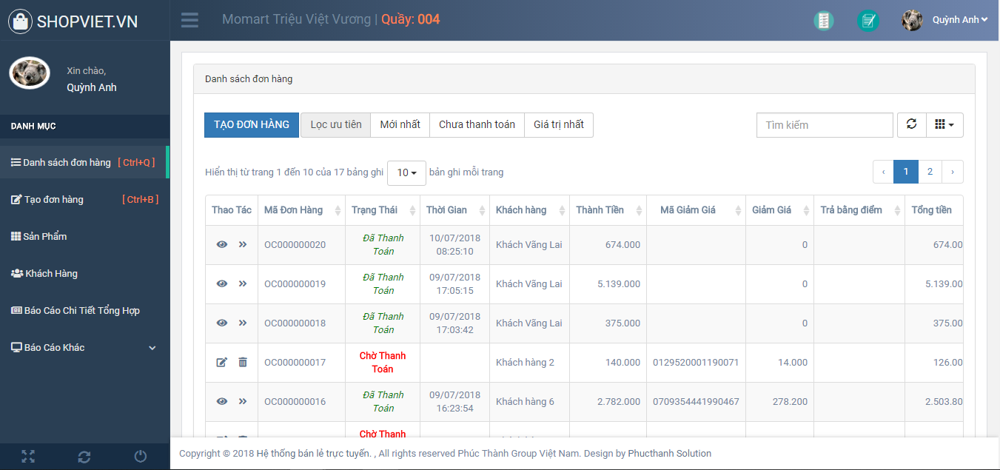 SHOPVIET.VN
Momart Triệu Việt Vương | Quầy: 004
Quỳnh Anh
Xin chào,
Quỳnh Anh
DANH MỤC
Danh sách đơn hàng [ Ctrl+Q ]
Tạo đơn hàng [ Ctrl+B ]
Sản Phẩm
Khách Hàng
Báo Cáo Chi Tiết Tổng Hợp
Báo Cáo Khác
Danh sách đơn hàng
TẠO ĐƠN HÀNG Lọc ưu tiên Mới nhất Chưa thanh toán Giá trị nhất Tìm kiếm
Hiển thị từ trang 1 đến 10 của 17 bảng ghi 10 bản ghi mỗi trang ‹ 1 2 ›
Thao Tác Mã Đơn Hàng Trạng Thái Thời Gian Khách hàng Thành Tiền Mã Giảm Giá Giảm Giá Trả bằng điểm Tổng tiền
OC000000020 Đã Thanh Toán 10/07/2018 08:25:10 Khách Vãng Lai 674.000 0 674.00
OC000000019 Đã Thanh Toán 09/07/2018 17:05:15 Khách Vãng Lai 5.139.000 0 5.139.00
OC000000018 Đã Thanh Toán 09/07/2018 17:03:42 Khách Vãng Lai 375.000 0 375.00
OC000000017 Chờ Thanh Toán Khách hàng 2 140.000 0129520001190071 14.000 126.00
OC000000016 Đã Thanh Toán 09/07/2018 16:23:54 Khách hàng 6 2.782.000 0709354441990467 278.200 2.503.80
Chờ Thanh
Copyright © 2018 Hệ thống bán lẻ trực tuyến. , All rights reserved Phúc Thành Group Việt Nam. Design by Phucthanh Solution